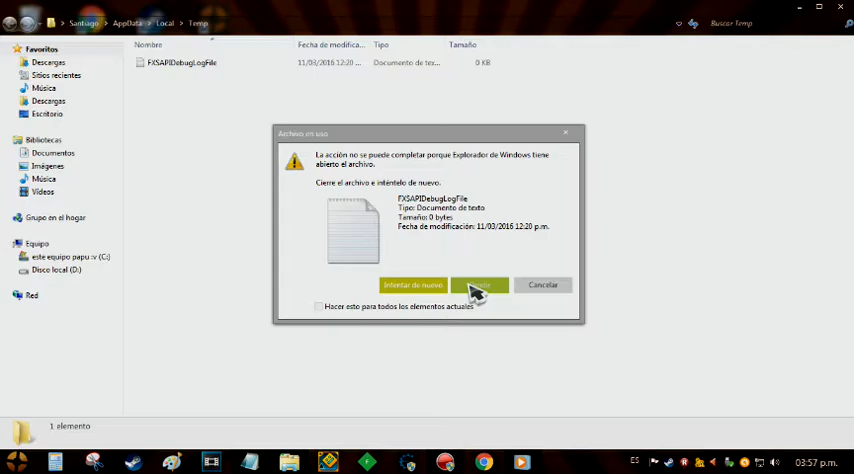 Santiago AppData Local Temp Buscar Temp
Nombre Fecha de modifica... Tipo Tamaño
FXSAPIDebugLogFile 11/03/2016 12:20 ... Documento de tex... 0 KB
Favoritos
Descargas
Sitios recientes
Música
Descargas
Escritorio
Bibliotecas
Documentos
Imágenes
Música
Vídeos
Grupo en el hogar
Equipo
este equipo papu :v (C:)
Disco local (D:)
Red
Archivo en uso
La acción no se puede completar porque Explorador de Windows tiene
abierto el archivo.
Cierre el archivo e inténtelo de nuevo.
FXSAPIDebugLogFile
Tipo: Documento de texto
Tamaño: 0 bytes
Fecha de modificación: 11/03/2016 12:20 p.m.
Intentar de nuevo Cancelar
Hacer esto para todos los elementos actuales
1 elemento
ES 03:57 p.m.